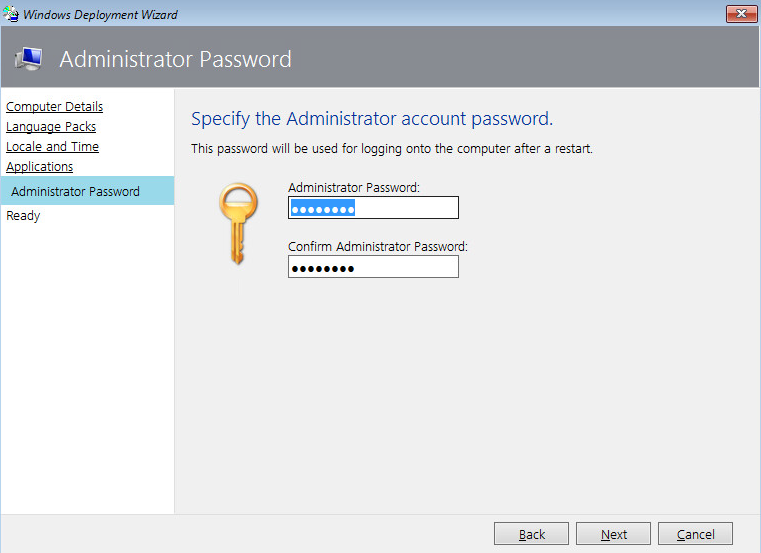 Windows Deployment Wizard
Administrator Password
Computer Details
Language Packs
Locale and Time
Applications
Administrator Password
Ready
Specify the Administrator account password.
This password will be used for logging onto the computer after a restart.
Administrator Password:
●●●●●●●●
Confirm Administrator Password:
●●●●●●●●
Back
Next
Cancel